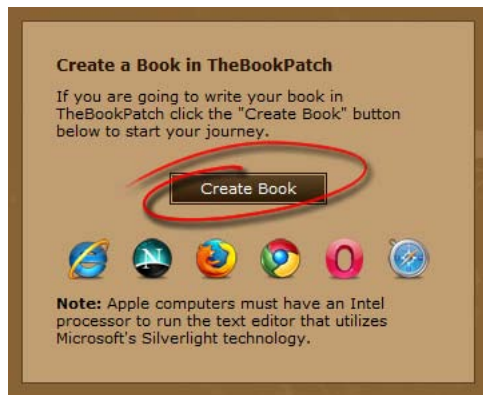 Create a Book in TheBookPatch
If you are going to write your book in
TheBookPatch click the "Create Book" button
below to start your journey.
Create Book
N
Note: Apple computers must have an Intel
processor to run the text editor that utilizes
Microsoft's Silverlight technology.